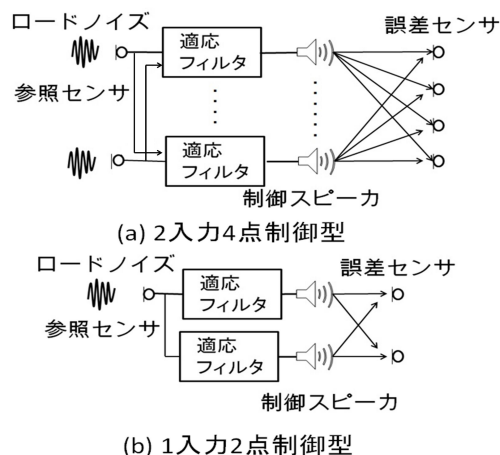 ロードノイズ
誤差センサ
適応
フィルタ
参照センサ
適応
フィルタ
制御スピーカ
(a) 2入力4点制御型
ロードノイズ
誤差センサ
適応
フィルタ
参照センサ
適応
フィルタ
制御スピーカ
(b) 1入力2点制御型